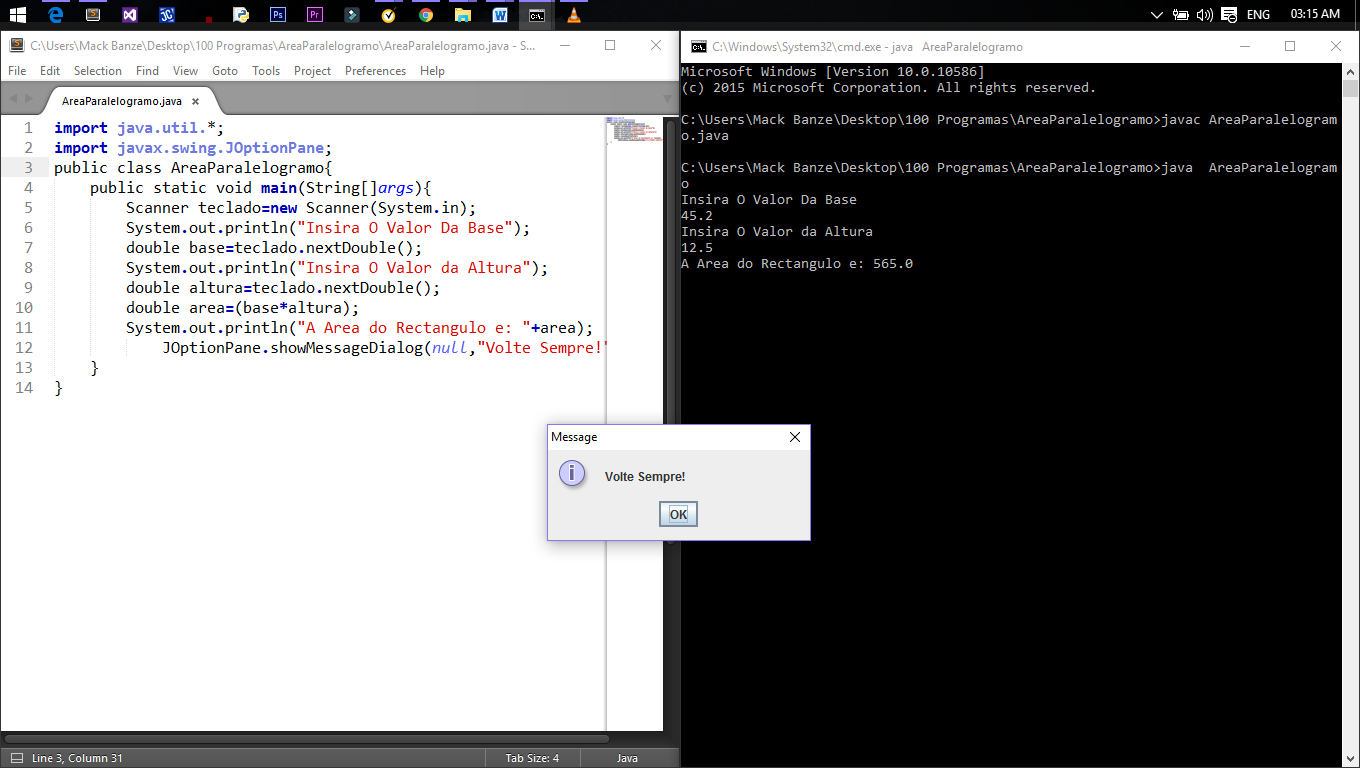 ENG
03:15 AM
C:\Users\Mack Banze\Desktop\100 Programas\AreaParalelogramo\AreaParalelogramo.java - S...
File Edit Selection Find View Goto Tools Project Preferences Help
AreaParalelogramo.java ×
1 import java.util.*;
2 import javax.swing.JOptionPane;
3 public class AreaParalelogramo{
4 public static void main(String[]args){
5 Scanner teclado=new Scanner(System.in);
6 System.out.println("Insira O Valor Da Base");
7 double base=teclado.nextDouble();
8 System.out.println("Insira O Valor da Altura");
9 double altura=teclado.nextDouble();
10 double area=(base*altura);
11 System.out.println("A Area do Rectangulo e: "+area);
12 JOptionPane.showMessageDialog(null,"Volte Sempre!"
13 }
14 }
Line 3, Column 31
Tab Size: 4
Java
C:\Windows\System32\cmd.exe - java  AreaParalelogramo
Microsoft Windows [Version 10.0.10586]
(c) 2015 Microsoft Corporation. All rights reserved.
C:\Users\Mack Banze\Desktop\100 Programas\AreaParalelogramo>javac AreaParalelogram
o.java
C:\Users\Mack Banze\Desktop\100 Programas\AreaParalelogramo>java  AreaParalelogram
o
Insira O Valor Da Base
45.2
Insira O Valor da Altura
12.5
A Area do Rectangulo e: 565.0
Message
Volte Sempre!
OK